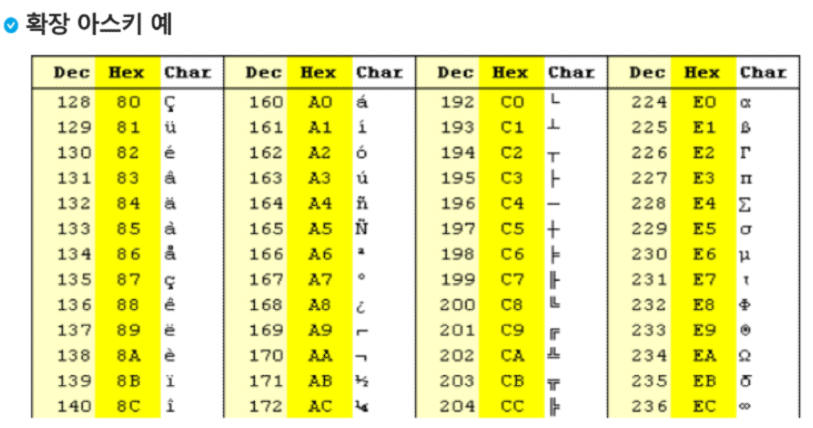 확장 아스키 예
Dec Hex Char Dec Hex Char Dec Hex Char Dec Hex Char
128 80 Ç 160 A0 á 192 C0 └ 224 E0 α
129 81 ü 161 A1 í 193 C1 ┴ 225 E1 ß
130 82 é 162 A2 ó 194 C2 ┬ 226 E2 Γ
131 83 â 163 A3 ú 195 C3 ├ 227 E3 π
132 84 ä 164 A4 ñ 196 C4 ─ 228 E4 Σ
133 85 à 165 A5 Ñ 197 C5 ┼ 229 E5 σ
134 86 å 166 A6 ª 198 C6 ╞ 230 E6 µ
135 87 ç 167 A7 º 199 C7 ╟ 231 E7 τ
136 88 ê 168 A8 ¿ 200 C8 ╚ 232 E8 Φ
137 89 ë 169 A9 ⌐ 201 C9 ╔ 233 E9 ⊚
138 8A è 170 AA ¬ 202 CA ╩ 234 EA Ω
139 8B ï 171 AB ½ 203 CB ╦ 235 EB δ
140 8C î 172 AC ¼ 204 CC ╠ 236 EC ∞